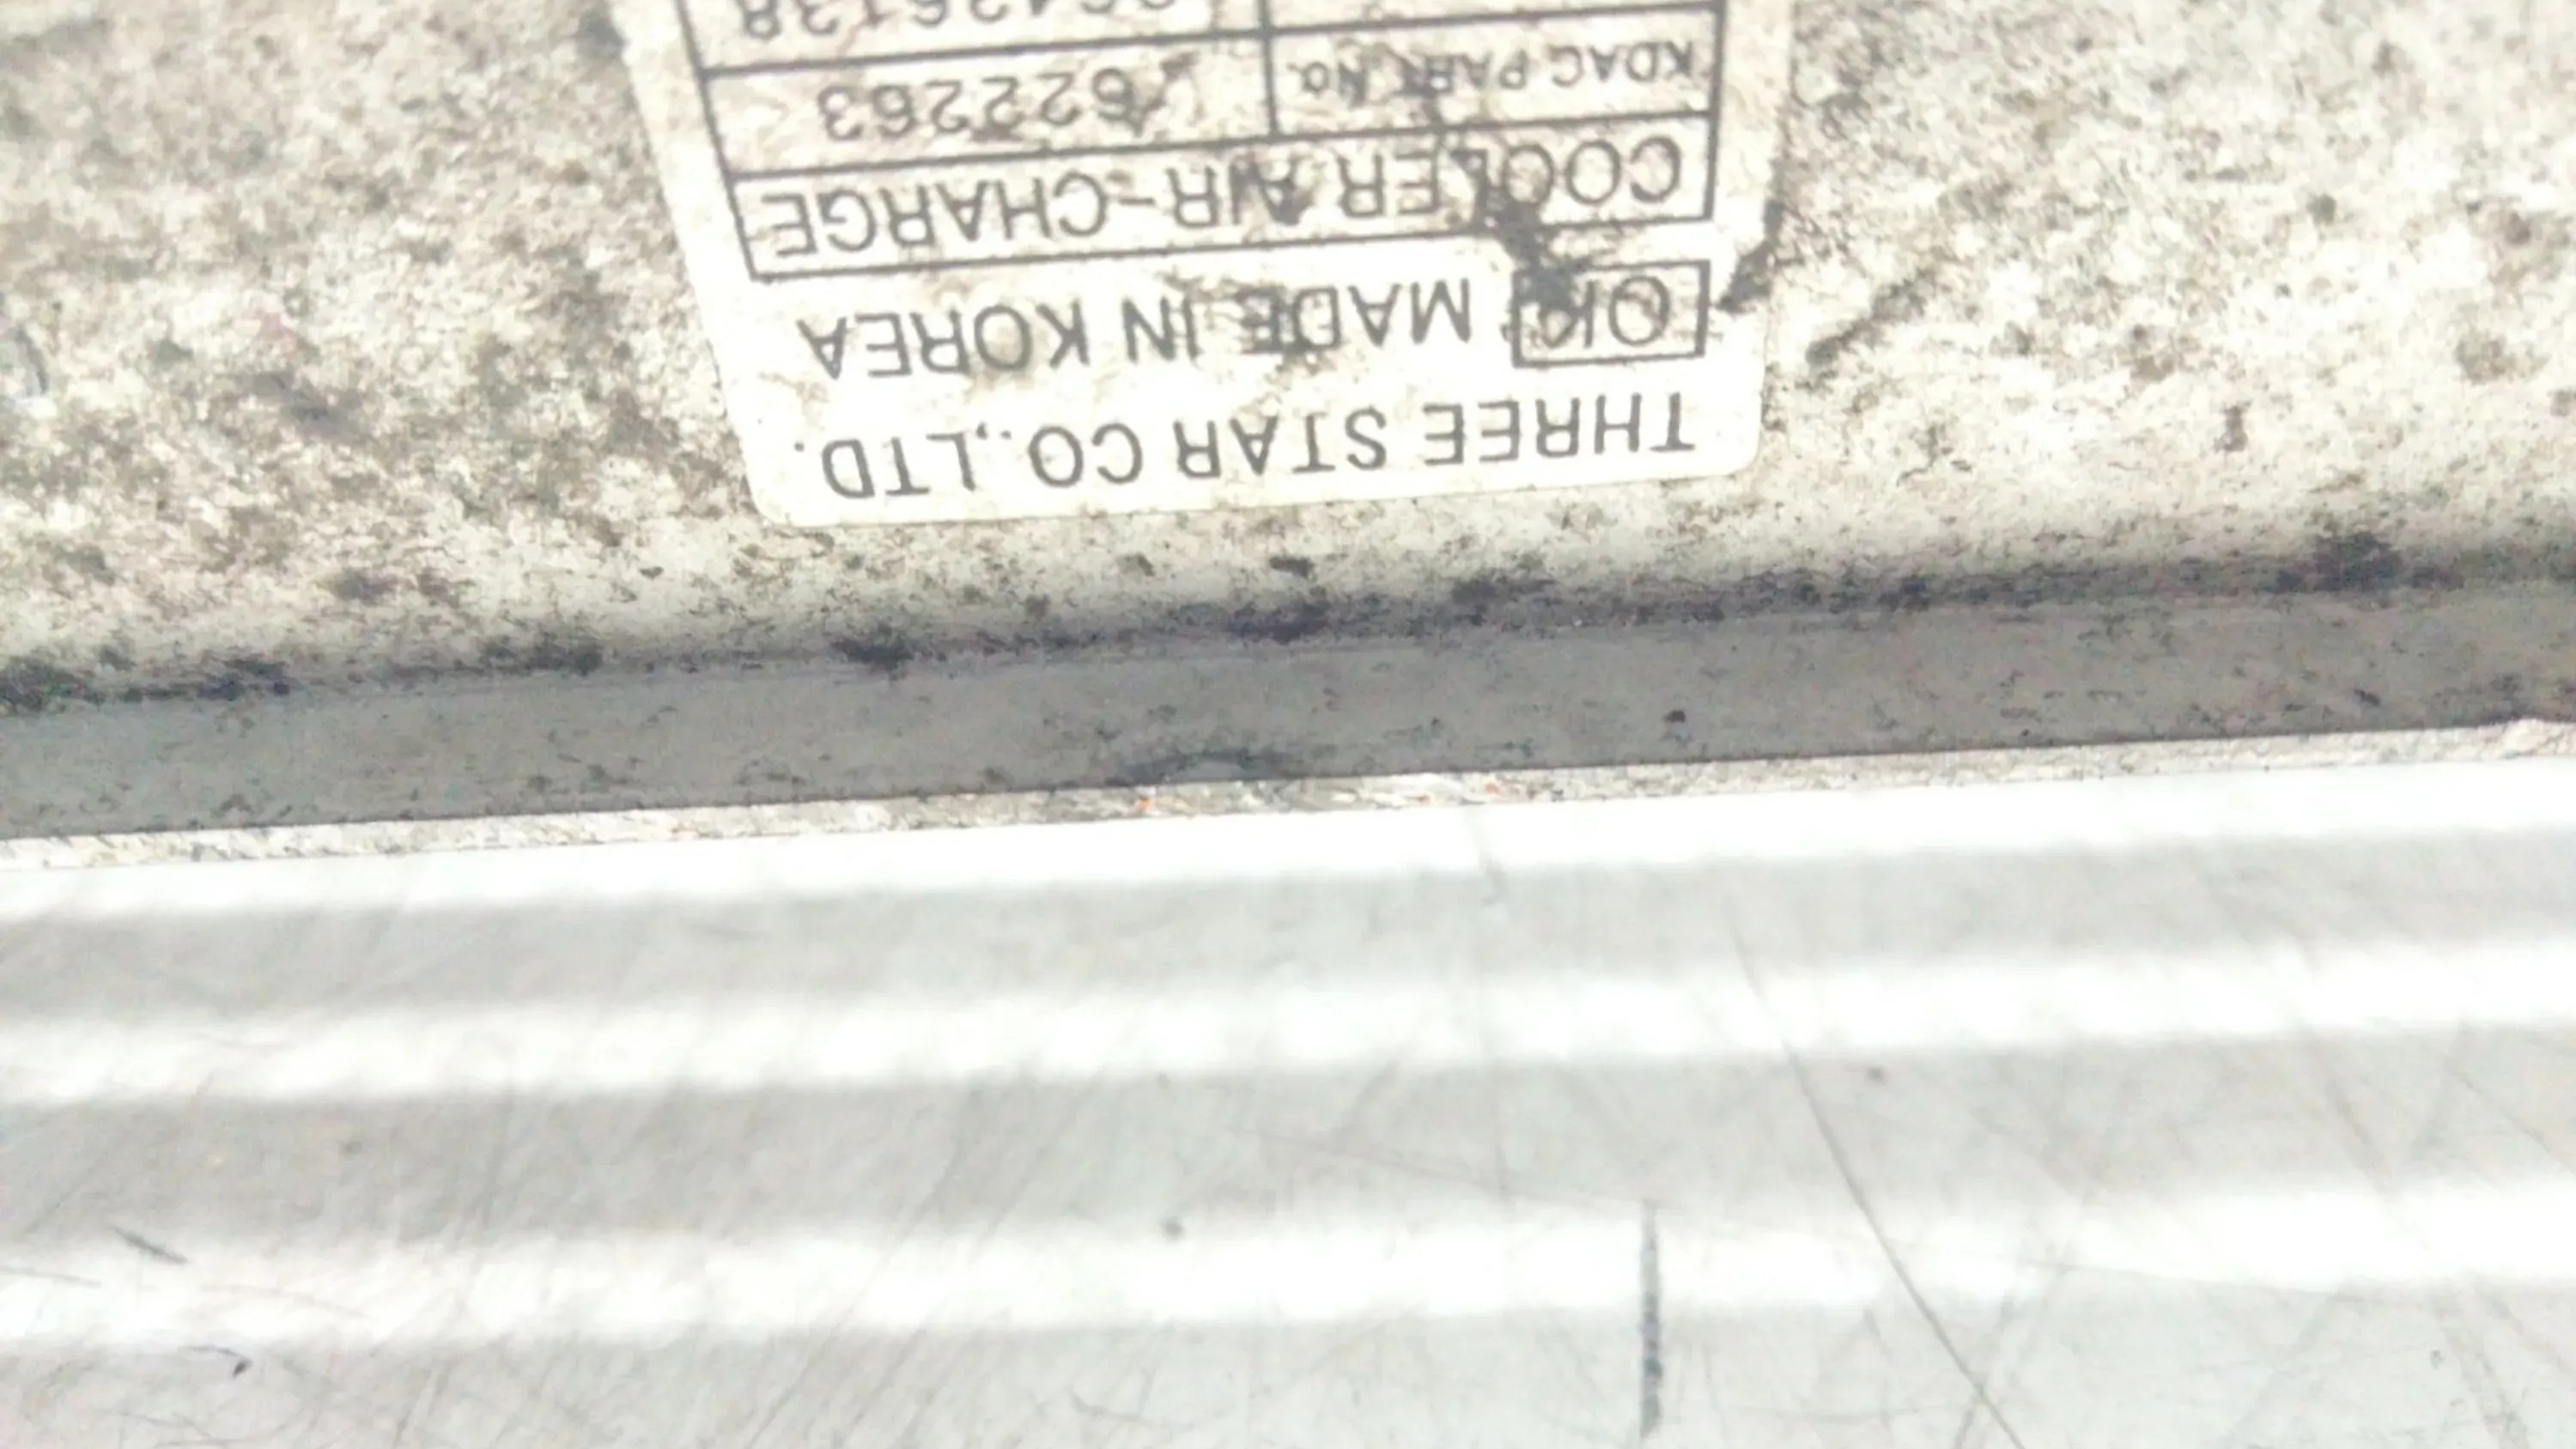 THREE STAR CO.,LTD.
OK MADE IN KOREA
COOLER AIR-CHARGE
KDAC PART No. 622263